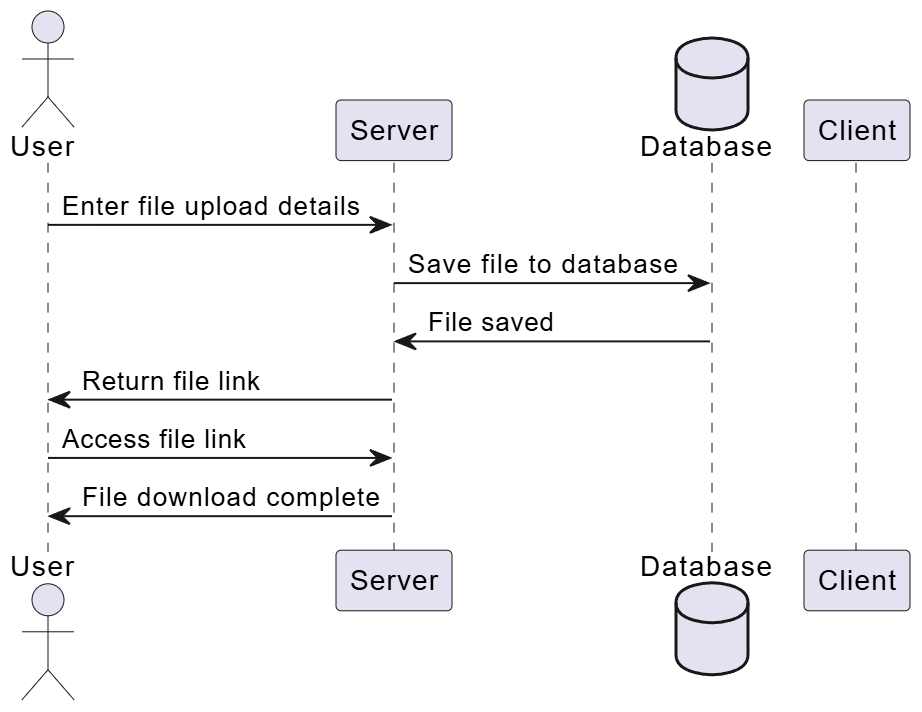 User
Server
Database
Client
Enter file upload details
Save file to database
File saved
Return file link
Access file link
File download complete
User
Server
Database
Client